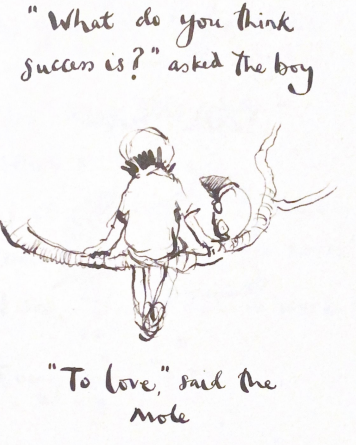 "What do you think
success is?" asked the boy
"To love," said the
mole